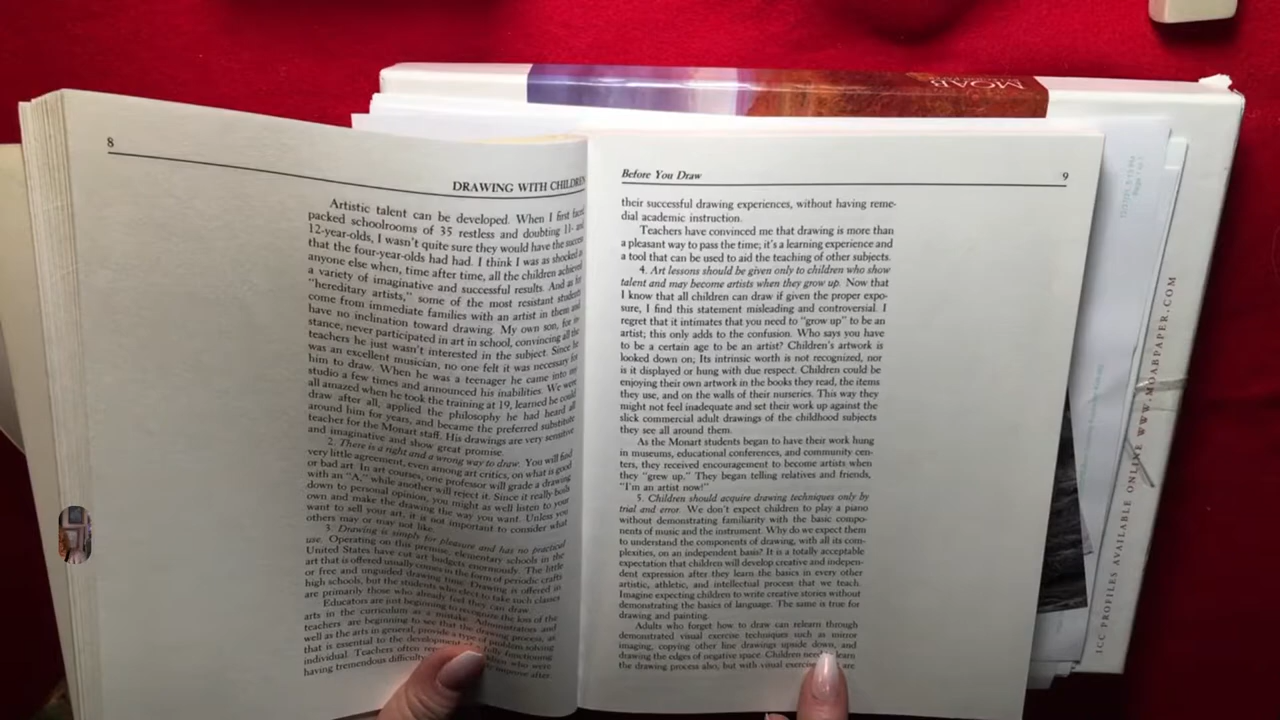 MOAB
8
DRAWING WITH CHILDREN
Artistic talent can be developed. When I first faced
packed schoolrooms of 35 restless and doubting 11- and
12-year-olds, I wasn't quite sure they would have the success
that the four-year-olds had had. I think I was as shocked as
anyone else when, time after time, all the children achieved
a variety of imaginative and successful results. And as for
"hereditary artists," some of the most resistant students
come from immediate families with an artist in them and
have no inclination toward drawing. My own son, for in-
stance, never participated in art in school, convincing all the
teachers he just wasn't interested in the subject. Since he
was an excellent musician, no one felt it was necessary for
him to draw. When he was a teenager he came into my
studio a few times and announced his inabilities. We were
all amazed when he took the training at 19, learned he could
draw after all, applied the philosophy he had heard all
around him for years, and became the preferred substitute
teacher for the Monart staff. His drawings are very sensitive
and imaginative and show great promise.
2. There is a right and a wrong way to draw. You will find
very little agreement, even among art critics, on what is good
or bad art. In art courses, one professor will grade a drawing
with an "A," while another will reject it. Since it really boils
down to personal opinion, you might as well listen to your
own and make the drawing the way you want. Unless you
want to sell your art, it is not important to consider what
others may or may not like.
3. Drawing is simply for pleasure and has no practical
use. Operating on this premise, elementary schools in the
United States have cut art budgets enormously. The little
art that is offered usually comes in the form of periodic crafts
or free and unguided drawing time. Drawing is offered in
high schools, but the students who elect to take such classes
are primarily those who already feel they can draw.
Educators are just beginning to recognize the loss of the
arts in the curriculum as a mistake. Administrators and
teachers are beginning to see that the drawing process, as
well as the arts in general, provide a type of problem solving
that is essential to the development of a fully functioning
individual. Teachers often who were
having tremendous difficulty improve after
Before You Draw
9
their successful drawing experiences, without having reme-
dial academic instruction.
Teachers have convinced me that drawing is more than
a pleasant way to pass the time; it's a learning experience and
a tool that can be used to aid the teaching of other subjects.
4. Art lessons should be given only to children who show
talent and may become artists when they grow up. Now that
I know that all children can draw if given the proper expo-
sure, I find this statement misleading and controversial. I
regret that it intimates that you need to "grow up" to be an
artist; this only adds to the confusion. Who says you have
to be a certain age to be an artist? Children's artwork is
looked down on; Its intrinsic worth is not recognized, nor
is it displayed or hung with due respect. Children could be
enjoying their own artwork in the books they read, the items
they use, and on the walls of their nurseries. This way they
might not feel inadequate and set their work up against the
slick commercial adult drawings of the childhood subjects
they see all around them.
As the Monart students began to have their work hung
in museums, educational conferences, and community cen-
ters, they received encouragement to become artists when
they "grew up." They began telling relatives and friends,
"I'm an artist now!"
5. Children should acquire drawing techniques only by
trial and error. We don't expect children to play a piano
without demonstrating familiarity with the basic compo-
nents of music and the instrument. Why do we expect them
to understand the components of drawing, with all its com-
plexities, on an independent basis? It is a totally acceptable
expectation that children will develop creative and indepen-
dent expression after they learn the basics in every other
artistic, athletic, and intellectual process that we teach.
Imagine expecting children to write creative stories without
demonstrating the basics of language. The same is true for
drawing and painting.
Adults who forget how to draw can relearn through
demonstrated visual exercise techniques such as mirror
imaging, copying other line drawings upside down, and
drawing the edges of negative space. Children need to learn
the drawing process also, but with visual are
ICC PROFILES AVAILABLE ONLINE WWW.MOABPAPER.COM